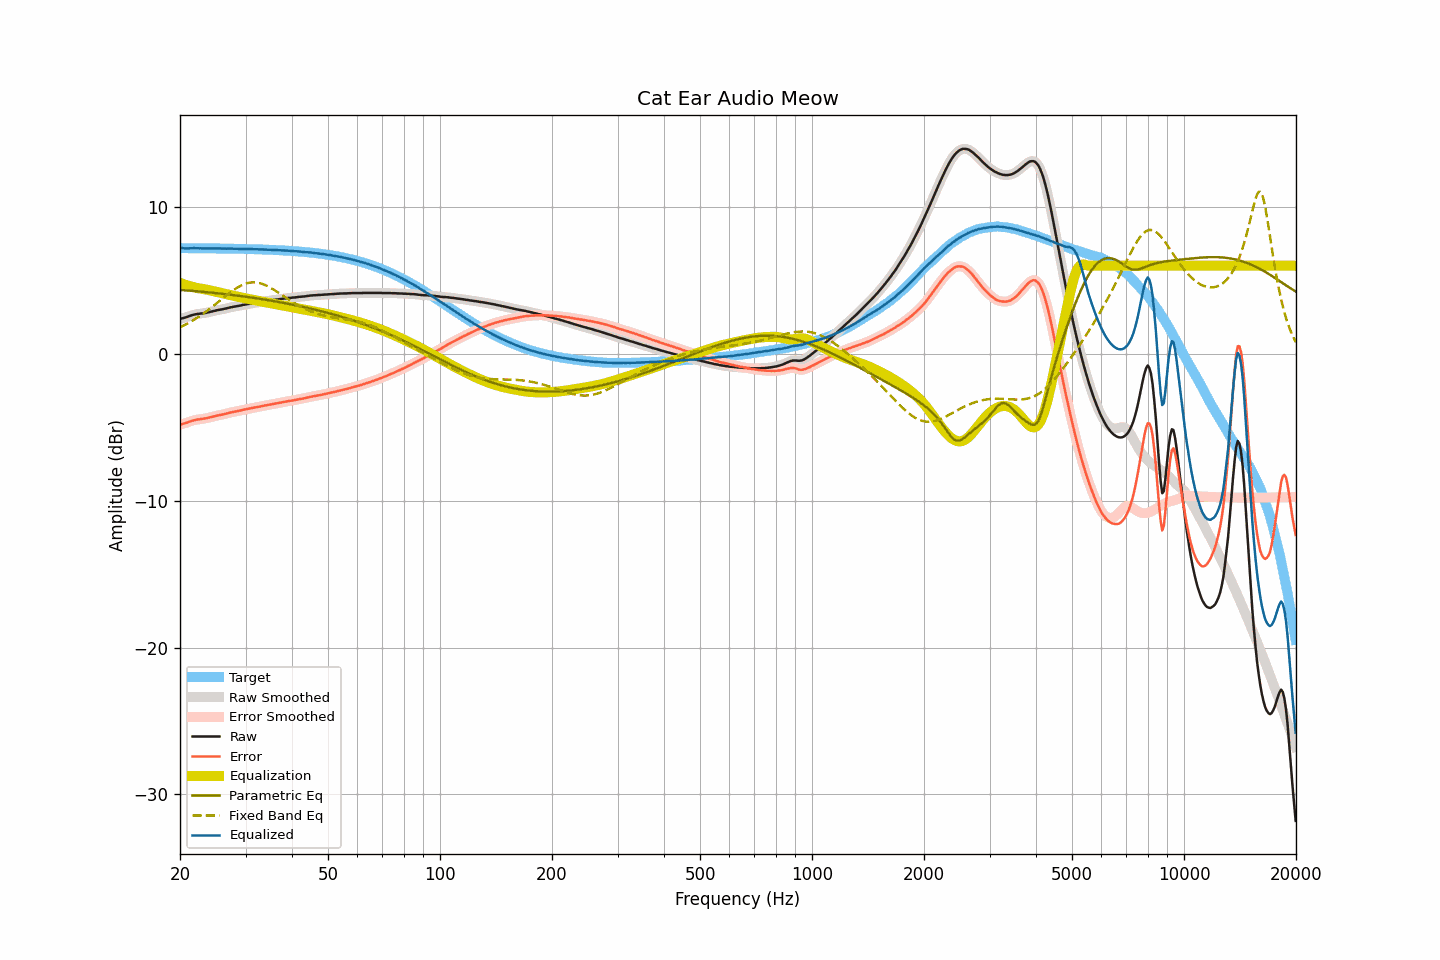 Cat Ear Audio Meow
Amplitude (dBr)
10
0
−10
−20
−30
Target
Raw Smoothed
Error Smoothed
Raw
Error
Equalization
Parametric Eq
Fixed Band Eq
Equalized
20 50 100 200 500 1000 2000 5000 10000 20000
Frequency (Hz)